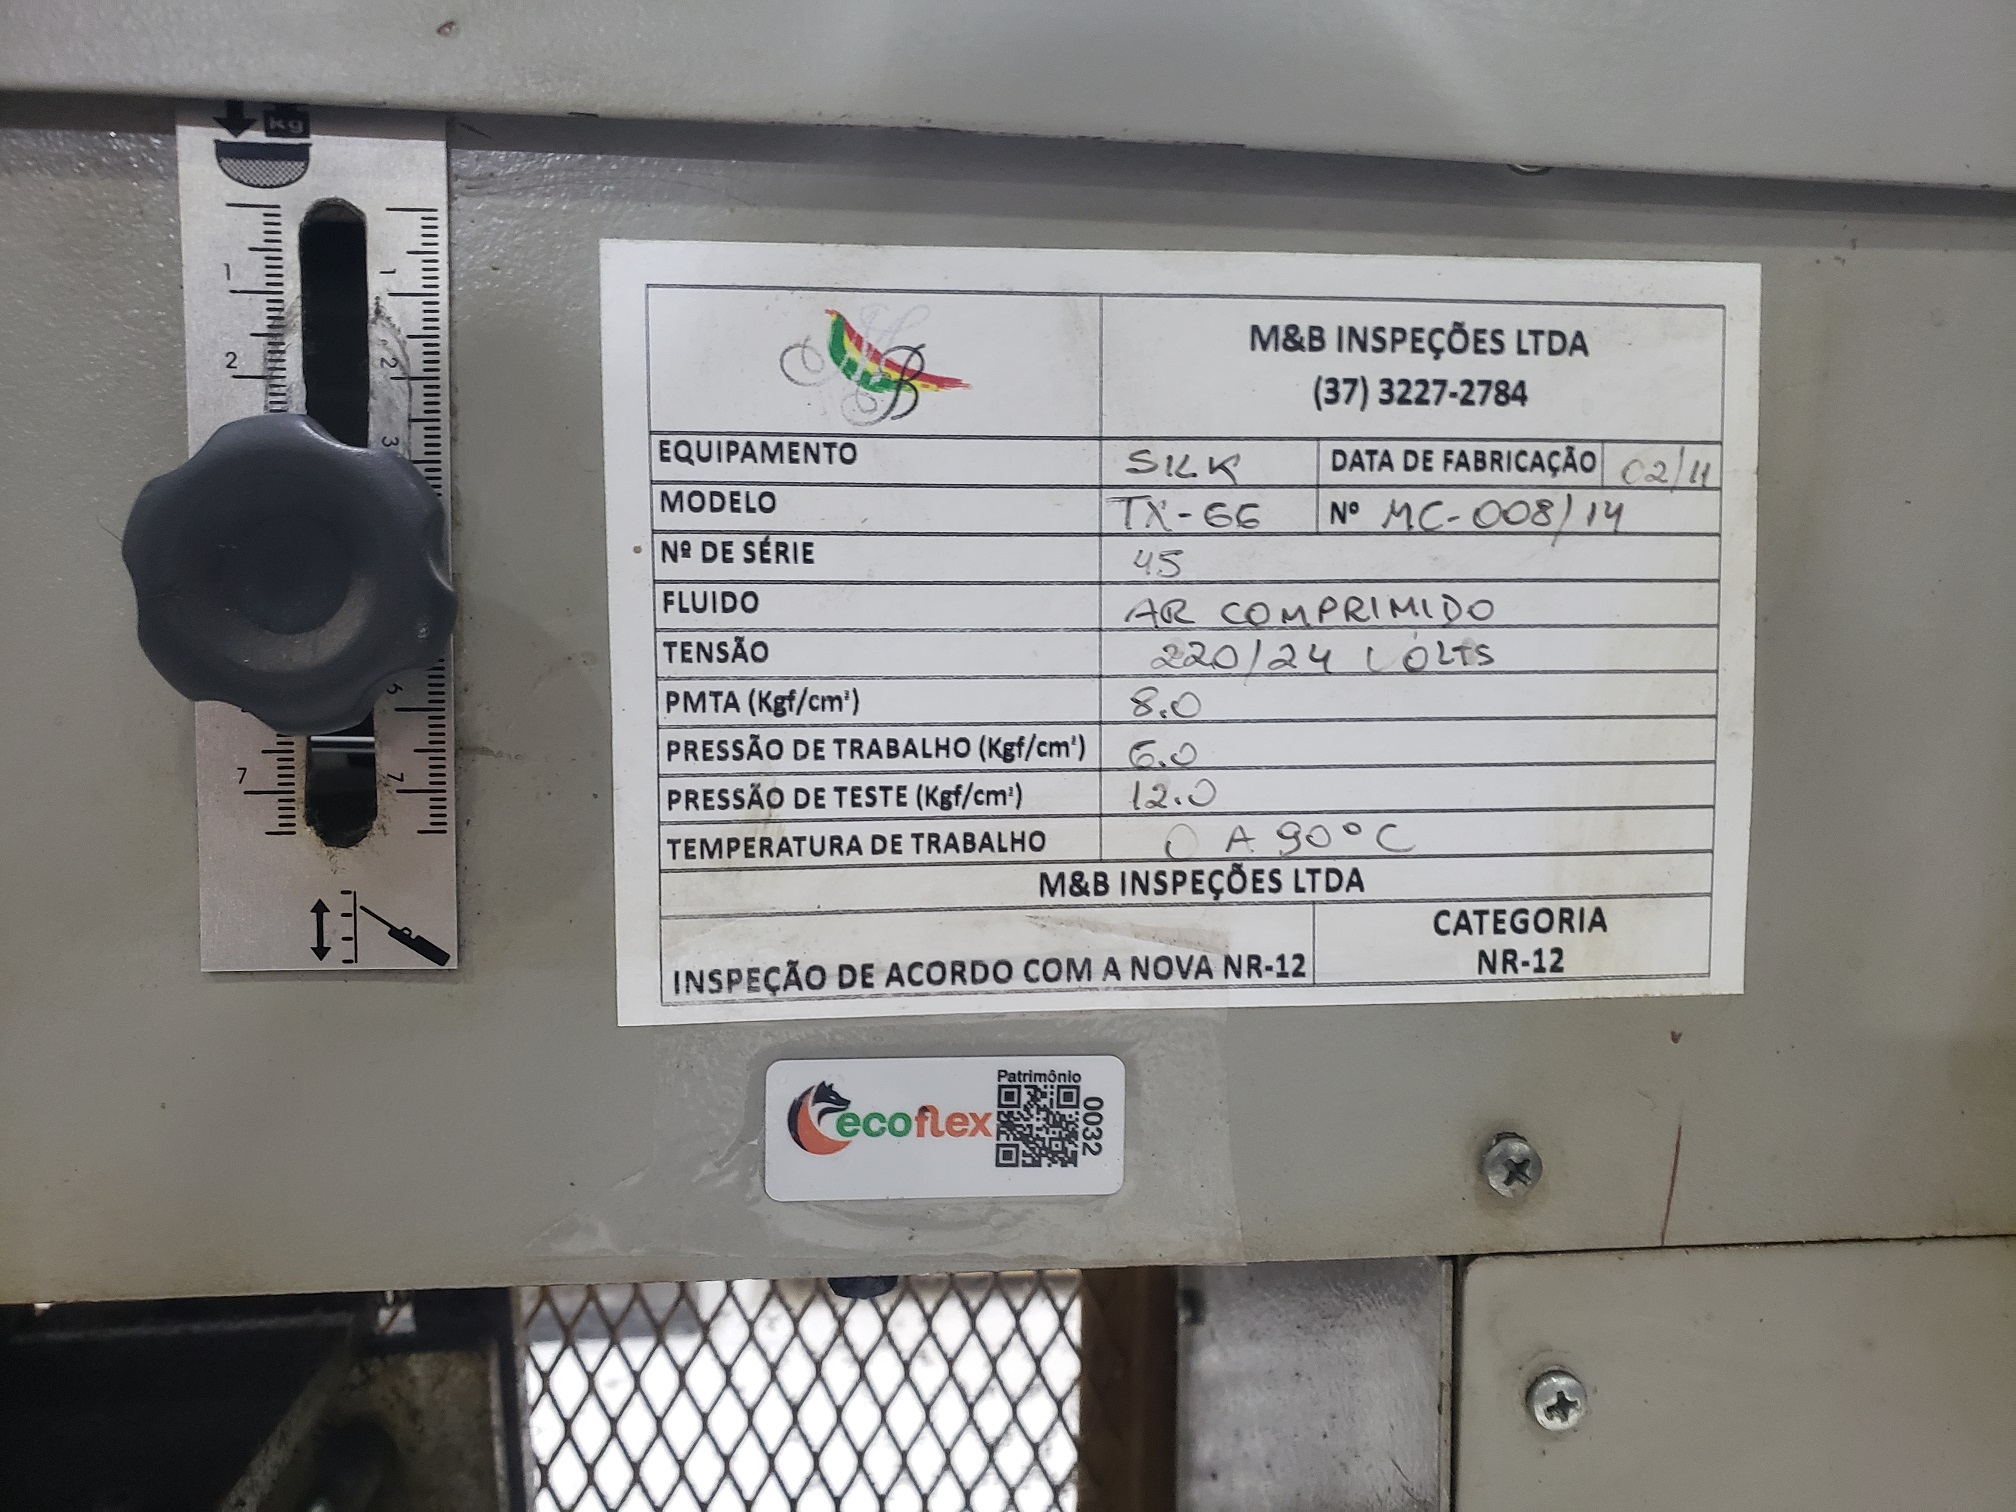 kg
1 1
2 2
3
7 7
MB
M&B INSPEÇÕES LTDA
(37) 3227-2784
EQUIPAMENTO SILK DATA DE FABRICAÇÃO 02/11
MODELO TX-66 Nº MC-008/14
Nº DE SÉRIE 45
FLUIDO AR COMPRIMIDO
TENSÃO 220/24 VOLTS
PMTA (Kgf/cm²) 8.0
PRESSÃO DE TRABALHO (Kgf/cm²) 6.0
PRESSÃO DE TESTE (Kgf/cm²) 12.0
TEMPERATURA DE TRABALHO 0 A 90°C
M&B INSPEÇÕES LTDA
INSPEÇÃO DE ACORDO COM A NOVA NR-12
CATEGORIA
NR-12
Patrimônio
ecoflex
0032